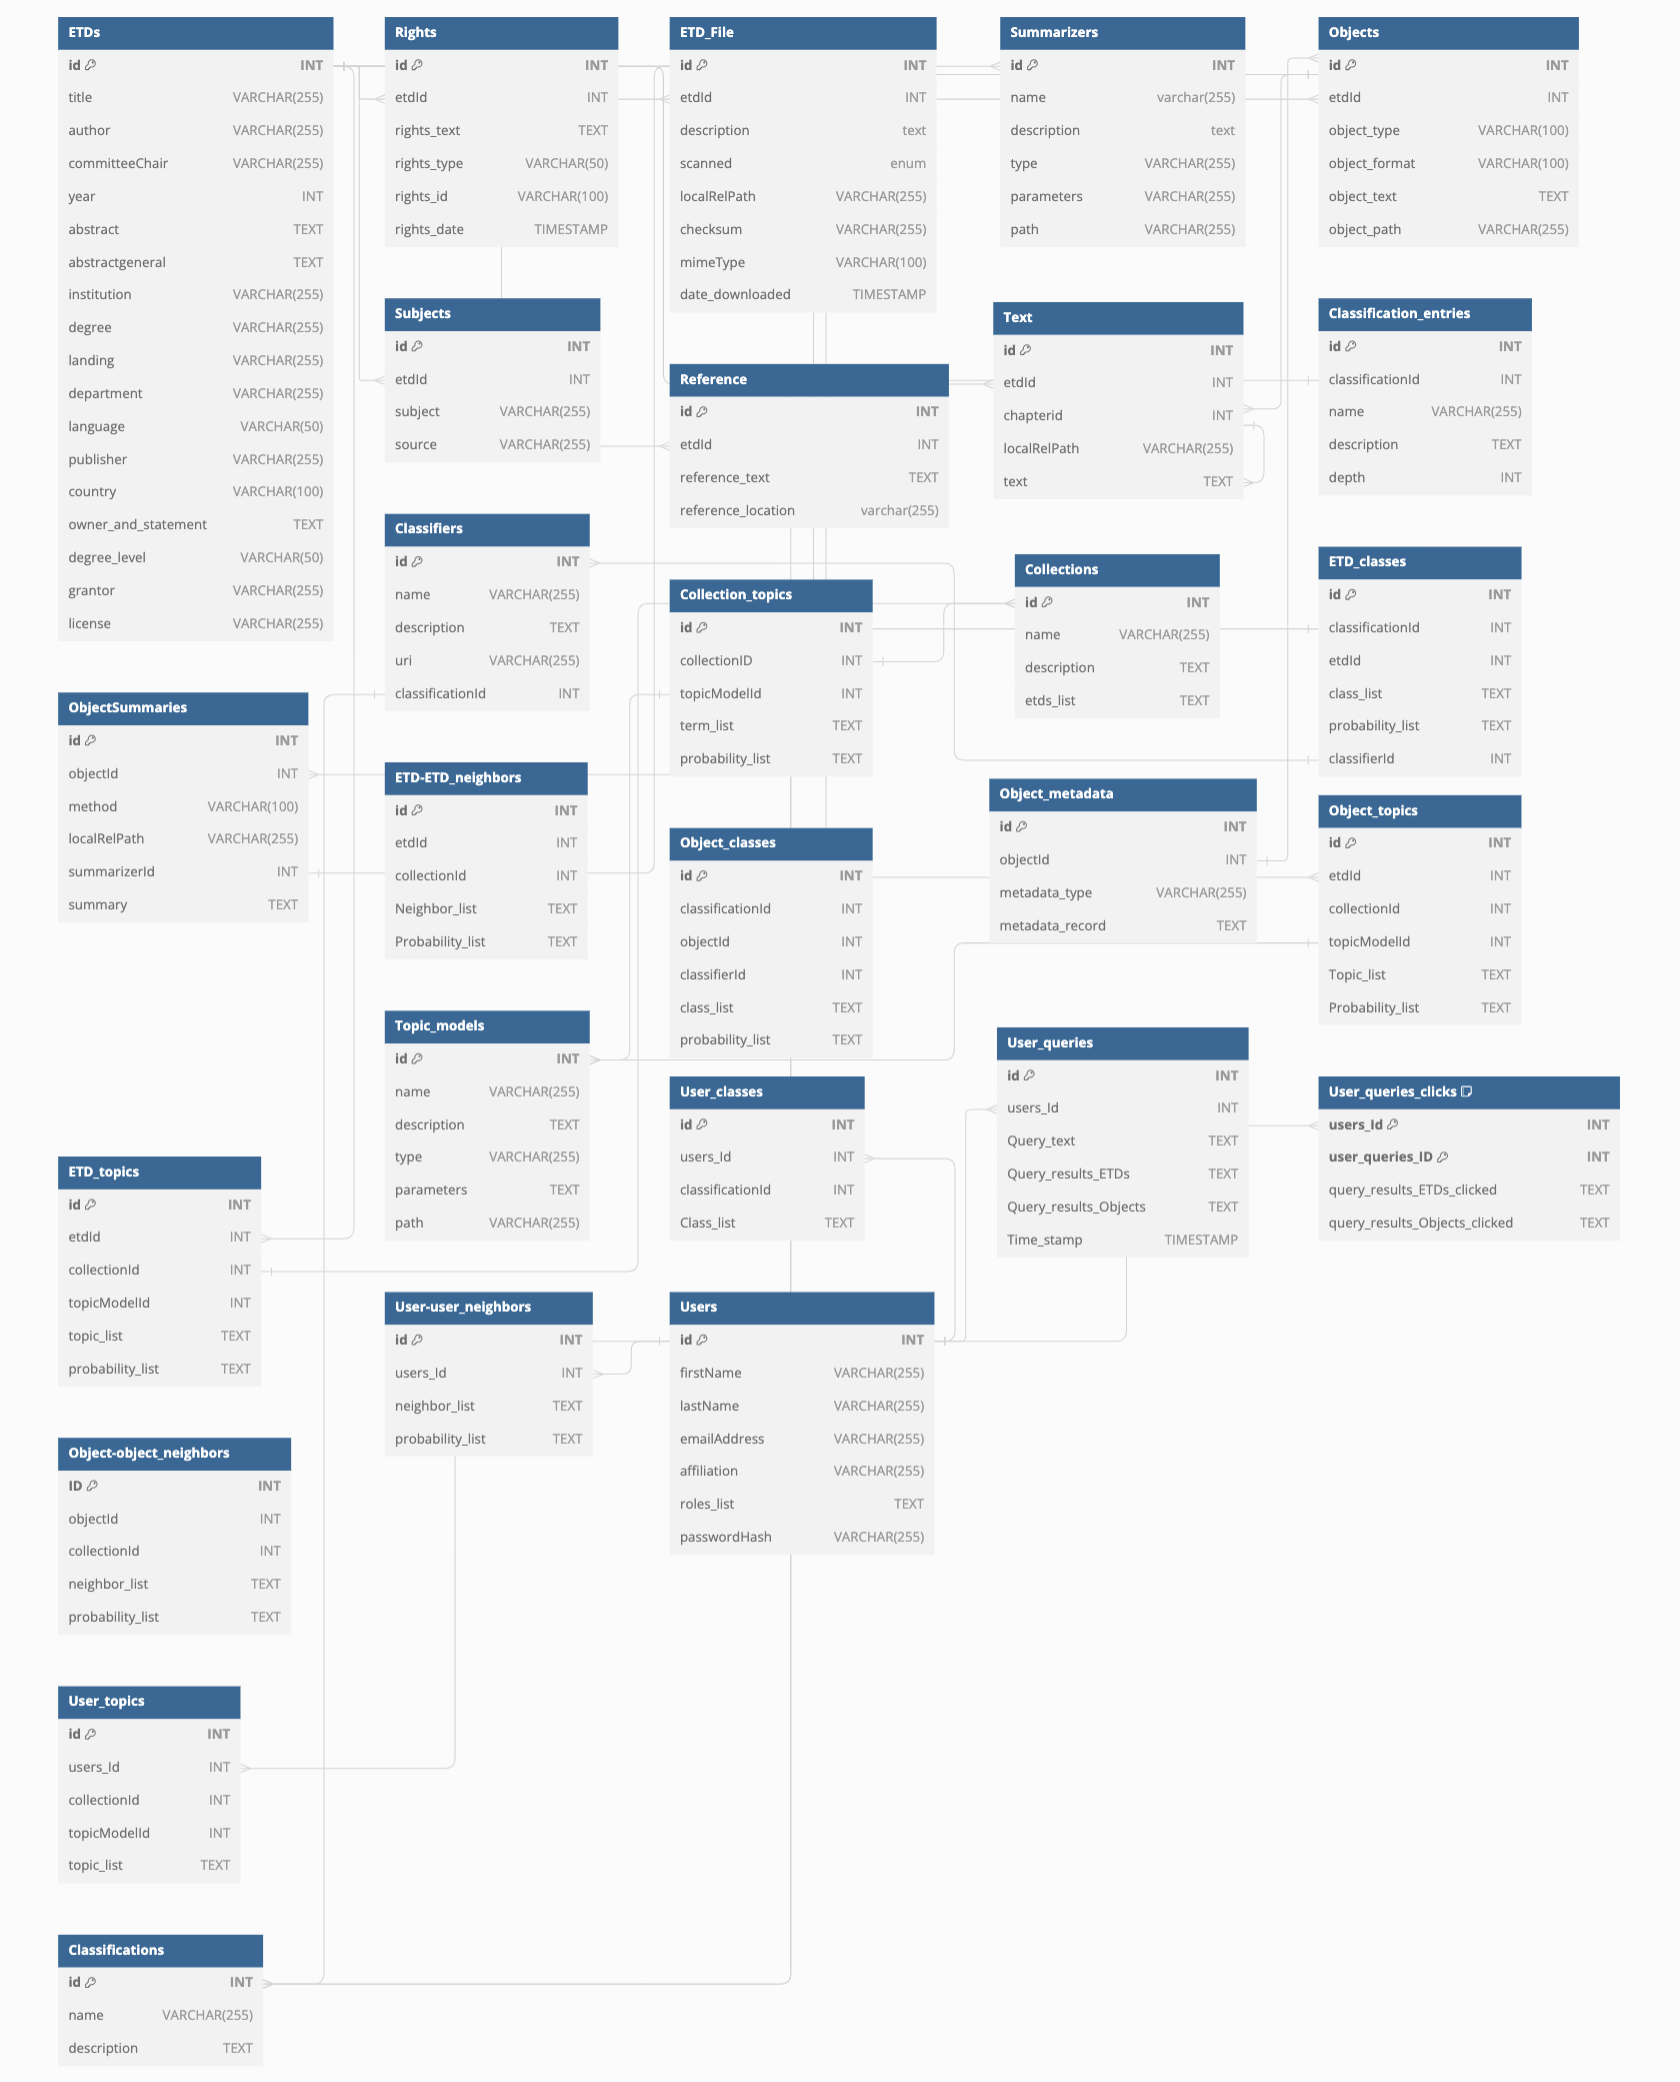 ETDs
id INT
title VARCHAR(255)
author VARCHAR(255)
committeeChair VARCHAR(255)
year INT
abstract TEXT
abstractgeneral TEXT
institution VARCHAR(255)
degree VARCHAR(255)
landing VARCHAR(255)
department VARCHAR(255)
language VARCHAR(50)
publisher VARCHAR(255)
country VARCHAR(100)
owner_and_statement TEXT
degree_level VARCHAR(50)
grantor VARCHAR(255)
license VARCHAR(255)
Rights
id INT
etdId INT
rights_text TEXT
rights_type VARCHAR(50)
rights_id VARCHAR(100)
rights_date TIMESTAMP
ETD_File
id INT
etdId INT
description text
scanned enum
localRelPath VARCHAR(255)
checksum VARCHAR(255)
mimeType VARCHAR(100)
date_downloaded TIMESTAMP
Summarizers
id INT
name varchar(255)
description text
type VARCHAR(255)
parameters VARCHAR(255)
path VARCHAR(255)
Objects
id INT
etdId INT
object_type VARCHAR(100)
object_format VARCHAR(100)
object_text TEXT
object_path VARCHAR(255)
Subjects
id INT
etdId INT
subject VARCHAR(255)
source VARCHAR(255)
Reference
id INT
etdId INT
reference_text TEXT
reference_location varchar(255)
Text
id INT
etdId INT
chapterid INT
localRelPath VARCHAR(255)
text TEXT
Classification_entries
id INT
classificationId INT
name VARCHAR(255)
description TEXT
depth INT
Classifiers
id INT
name VARCHAR(255)
description TEXT
uri VARCHAR(255)
classificationId INT
Collection_topics
id INT
collectionID INT
topicModelId INT
term_list TEXT
probability_list TEXT
Collections
id INT
name VARCHAR(255)
description TEXT
etds_list TEXT
ETD_classes
id INT
classificationId INT
etdId INT
class_list TEXT
probability_list TEXT
classifierId INT
ObjectSummaries
id INT
objectId INT
method VARCHAR(100)
localRelPath VARCHAR(255)
summarizerId INT
summary TEXT
ETD-ETD_neighbors
id INT
etdId INT
collectionId INT
Neighbor_list TEXT
Probability_list TEXT
Object_classes
id INT
classificationId INT
objectId INT
classifierId INT
class_list TEXT
probability_list TEXT
Object_metadata
id INT
objectId INT
metadata_type VARCHAR(255)
metadata_record TEXT
Object_topics
id INT
etdId INT
collectionId INT
topicModelId INT
Topic_list TEXT
Probability_list TEXT
Topic_models
id INT
name VARCHAR(255)
description TEXT
type VARCHAR(255)
parameters TEXT
path VARCHAR(255)
User_classes
id INT
users_Id INT
classificationId INT
Class_list TEXT
User_queries
id INT
users_Id INT
Query_text TEXT
Query_results_ETDs TEXT
Query_results_Objects TEXT
Time_stamp TIMESTAMP
User_queries_clicks
users_Id INT
user_queries_ID INT
query_results_ETDs_clicked TEXT
query_results_Objects_clicked TEXT
ETD_topics
id INT
etdId INT
collectionId INT
topicModelId INT
topic_list TEXT
probability_list TEXT
User-user_neighbors
id INT
users_Id INT
neighbor_list TEXT
probability_list TEXT
Users
id INT
firstName VARCHAR(255)
lastName VARCHAR(255)
emailAddress VARCHAR(255)
affiliation VARCHAR(255)
roles_list TEXT
passwordHash VARCHAR(255)
Object-object_neighbors
ID INT
objectId INT
collectionId INT
neighbor_list TEXT
probability_list TEXT
User_topics
id INT
users_Id INT
collectionId INT
topicModelId INT
topic_list TEXT
Classifications
id INT
name VARCHAR(255)
description TEXT